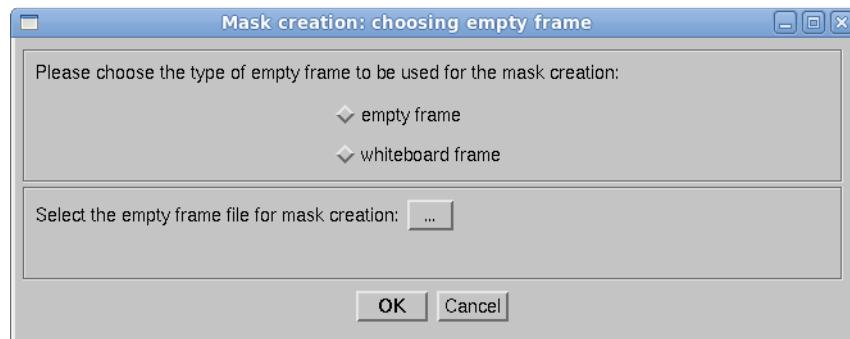 Mask creation: choosing empty frame
Please choose the type of empty frame to be used for the mask creation:
empty frame
whiteboard frame
Select the empty frame file for mask creation: ...
OK Cancel